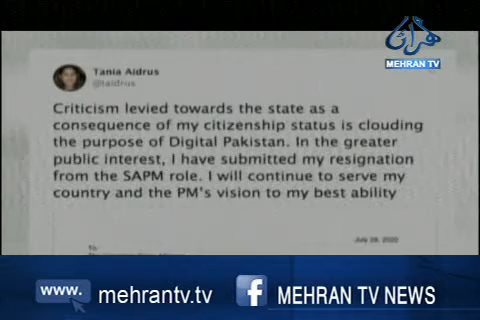 مهران
MEHRAN TV
Tania Aidrus
@taidrus
Criticism levied towards the state as a
consequence of my citizenship status is clouding
the purpose of Digital Pakistan. In the greater
public interest, I have submitted my resignation
from the SAPM role. I will continue to serve my
country and the PM's vision to my best ability
To:
www.
mehrantv.tv
f
MEHRAN TV NEWS